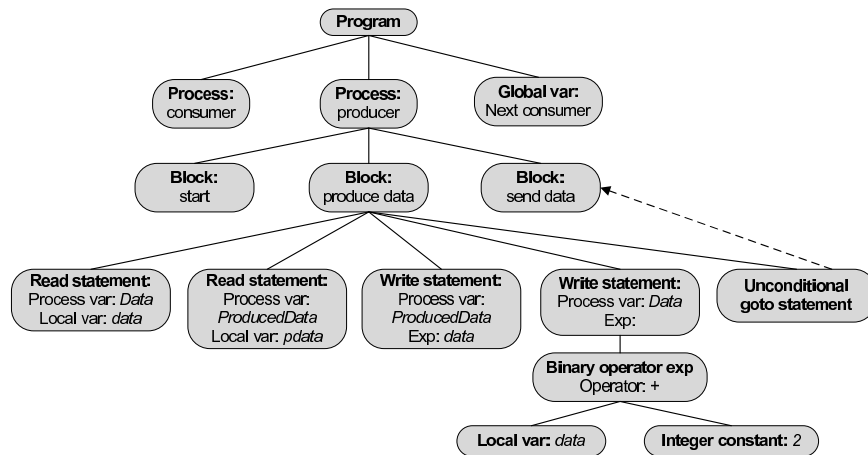 Program
Process:
consumer
Process:
producer
Global var:
Next consumer
Block:
start
Block:
produce data
Block:
send data
Read statement:
Process var: Data
Local var: data
Read statement:
Process var:
ProducedData
Local var: pdata
Write statement:
Process var:
ProducedData
Exp: data
Write statement:
Process var: Data
Exp:
Unconditional
goto statement
Binary operator exp
Operator: +
Local var: data
Integer constant: 2